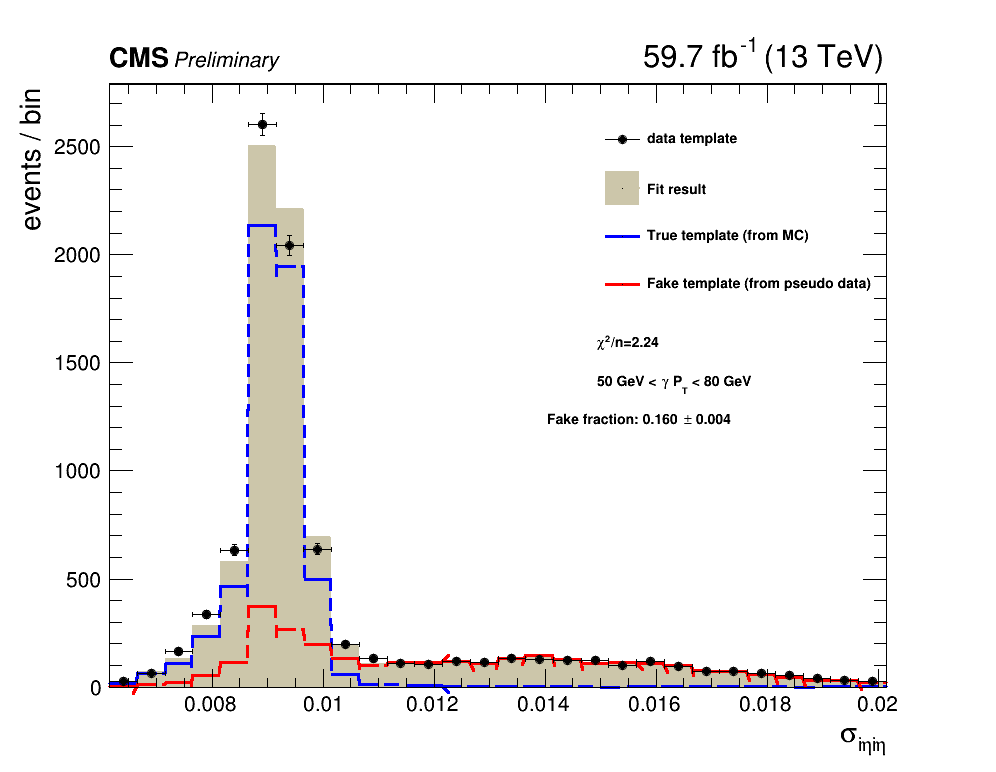 CMS Preliminary 59.7 fb⁻¹ (13 TeV)
events / bin
2500
2000
1500
1000
500
0
data template
Fit result
True template (from MC)
Fake template (from pseudo data)
χ²/n=2.24
50 GeV < γ P_T < 80 GeV
Fake fraction: 0.160 ± 0.004
0.008 0.01 0.012 0.014 0.016 0.018 0.02
σ_iηiη